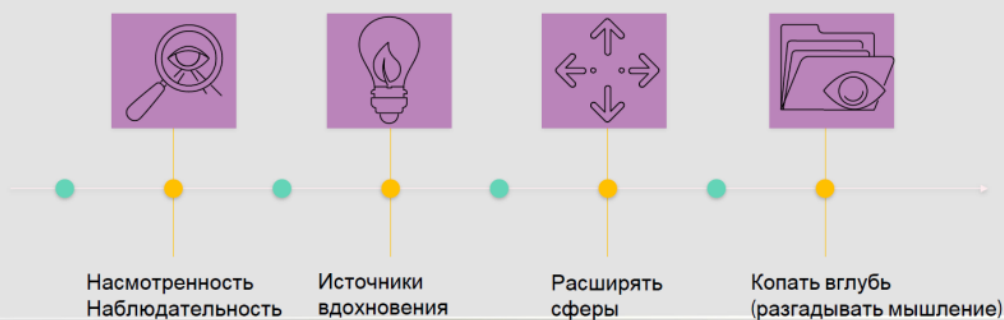 Насмотренность
Наблюдательность
Источники
вдохновения
Расширять
сферы
Копать вглубь
(разгадывать мышление)